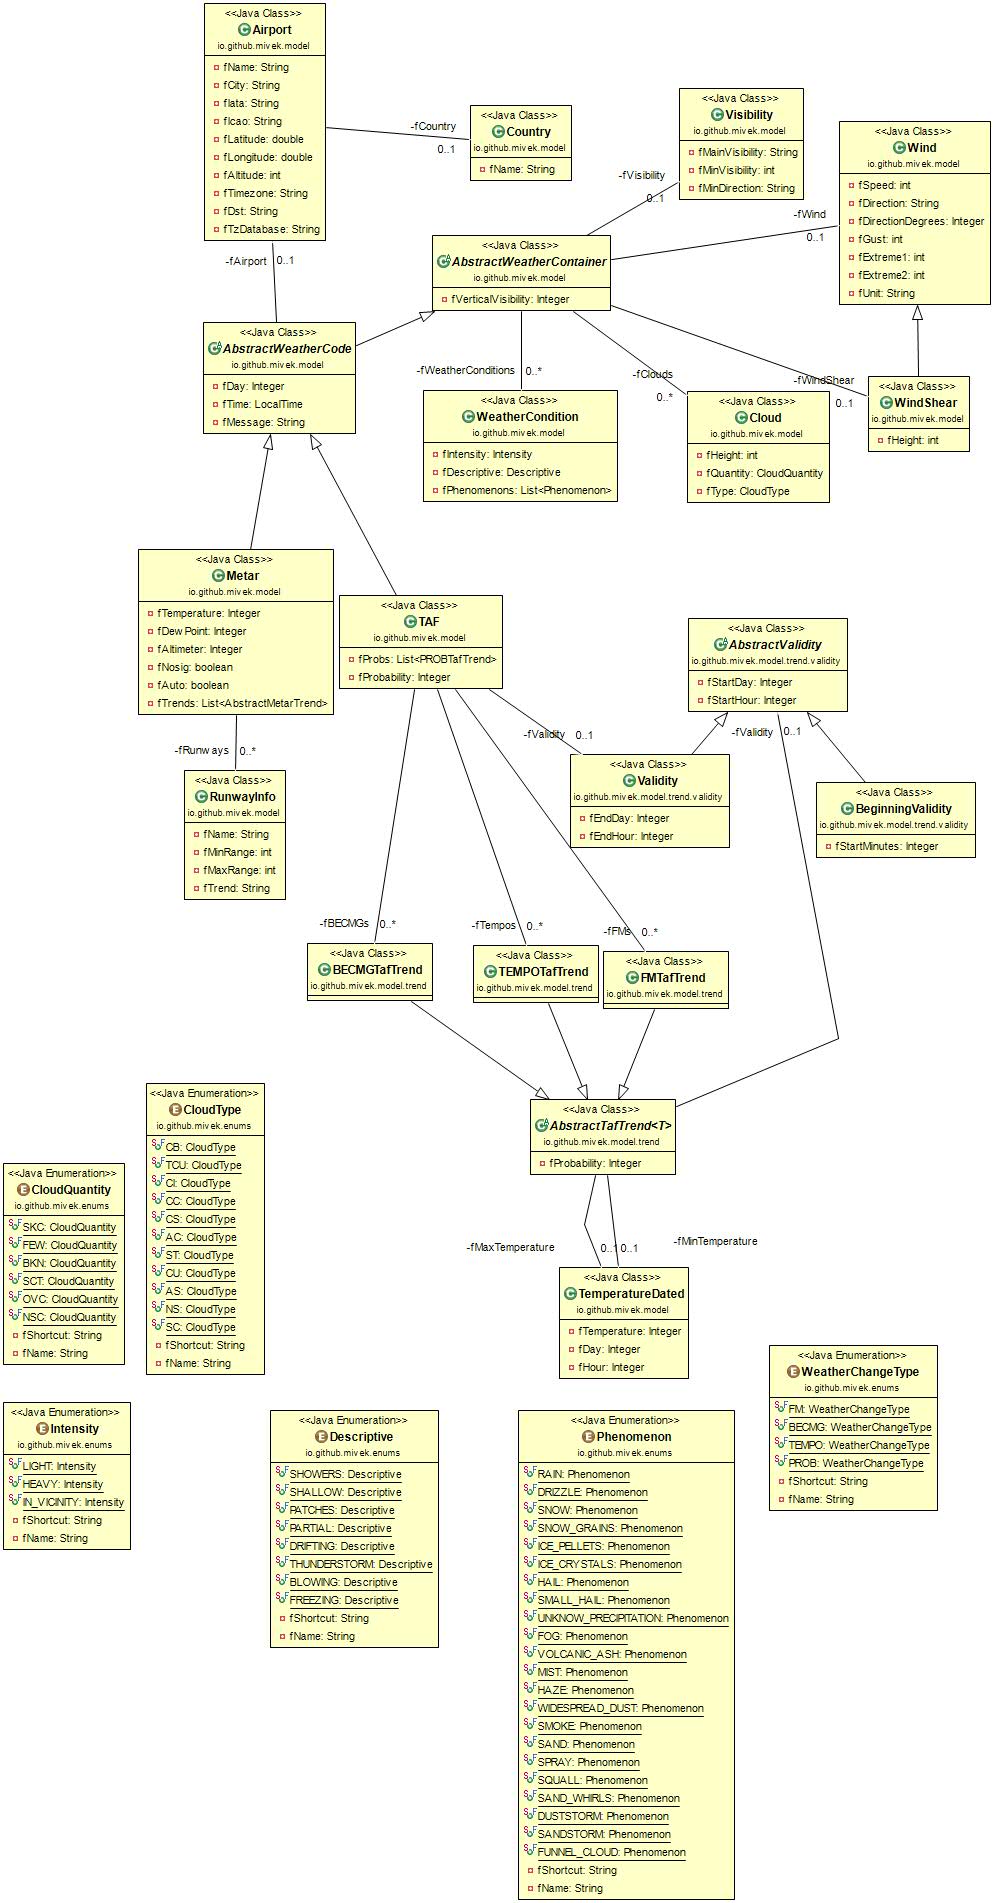 <<Java Class>>
Airport
io.github.mivek.model
fName: String
fCity: String
fIata: String
fIcao: String
fLatitude: double
fLongitude: double
fAltitude: int
fTimezone: String
fDst: String
fTzDatabase: String
-fCountry
0..1
<<Java Class>>
Country
io.github.mivek.model
fName: String
<<Java Class>>
Visibility
io.github.mivek.model
fMainVisibility: String
fMinVisibility: int
fMinDirection: String
<<Java Class>>
Wind
io.github.mivek.model
fSpeed: int
fDirection: String
fDirectionDegrees: Integer
fGust: int
fExtreme1: int
fExtreme2: int
fUnit: String
-fVisibility
0..1
-fWind
0..1
<<Java Class>>
AbstractWeatherContainer
io.github.mivek.model
fVerticalVisibility: Integer
-fAirport 0..1
<<Java Class>>
AbstractWeatherCode
io.github.mivek.model
fDay: Integer
fTime: LocalTime
fMessage: String
-fWeatherConditions 0..*
-fClouds
0..*
-fWindShear
0..1
<<Java Class>>
WeatherCondition
io.github.mivek.model
fIntensity: Intensity
fDescriptive: Descriptive
fPhenomenons: List<Phenomenon>
<<Java Class>>
Cloud
io.github.mivek.model
fHeight: int
fQuantity: CloudQuantity
fType: CloudType
<<Java Class>>
WindShear
io.github.mivek.model
fHeight: int
<<Java Class>>
Metar
io.github.mivek.model
fTemperature: Integer
fDewPoint: Integer
fAltimeter: Integer
fNosig: boolean
fAuto: boolean
fTrends: List<AbstractMetarTrend>
<<Java Class>>
TAF
io.github.mivek.model
fProbs: List<PROBTafTrend>
fProbability: Integer
<<Java Class>>
AbstractValidity
io.github.mivek.model.trend.validity
fStartDay: Integer
fStartHour: Integer
-fRunways 0..*
-fValidity 0..1
-fValidity 0..1
<<Java Class>>
RunwayInfo
io.github.mivek.model
fName: String
fMinRange: int
fMaxRange: int
fTrend: String
<<Java Class>>
Validity
io.github.mivek.model.trend.validity
fEndDay: Integer
fEndHour: Integer
<<Java Class>>
BeginningValidity
io.github.mivek.model.trend.validity
fStartMinutes: Integer
-fBECMGs 0..*
-fTempos 0..*
-fFMs 0..*
<<Java Class>>
BECMGTafTrend
io.github.mivek.model.trend
<<Java Class>>
TEMPOTafTrend
io.github.mivek.model.trend
<<Java Class>>
FMTafTrend
io.github.mivek.model.trend
<<Java Class>>
AbstractTafTrend<T>
io.github.mivek.model.trend
fProbability: Integer
-fMaxTemperature 0..1
0..1 -fMinTemperature
<<Java Class>>
TemperatureDated
io.github.mivek.model
fTemperature: Integer
fDay: Integer
fHour: Integer
<<Java Enumeration>>
CloudType
io.github.mivek.enums
CB: CloudType
TCU: CloudType
CI: CloudType
CC: CloudType
CS: CloudType
AC: CloudType
ST: CloudType
CU: CloudType
AS: CloudType
NS: CloudType
SC: CloudType
fShortcut: String
fName: String
<<Java Enumeration>>
CloudQuantity
io.github.mivek.enums
SKC: CloudQuantity
FEW: CloudQuantity
BKN: CloudQuantity
SCT: CloudQuantity
OVC: CloudQuantity
NSC: CloudQuantity
fShortcut: String
fName: String
<<Java Enumeration>>
WeatherChangeType
io.github.mivek.enums
FM: WeatherChangeType
BECMG: WeatherChangeType
TEMPO: WeatherChangeType
PROB: WeatherChangeType
fShortcut: String
fName: String
<<Java Enumeration>>
Intensity
io.github.mivek.enums
LIGHT: Intensity
HEAVY: Intensity
IN_VICINITY: Intensity
fShortcut: String
fName: String
<<Java Enumeration>>
Descriptive
io.github.mivek.enums
SHOWERS: Descriptive
SHALLOW: Descriptive
PATCHES: Descriptive
PARTIAL: Descriptive
DRIFTING: Descriptive
THUNDERSTORM: Descriptive
BLOWING: Descriptive
FREEZING: Descriptive
fShortcut: String
fName: String
<<Java Enumeration>>
Phenomenon
io.github.mivek.enums
RAIN: Phenomenon
DRIZZLE: Phenomenon
SNOW: Phenomenon
SNOW_GRAINS: Phenomenon
ICE_PELLETS: Phenomenon
ICE_CRYSTALS: Phenomenon
HAIL: Phenomenon
SMALL_HAIL: Phenomenon
UNKNOW_PRECIPITATION: Phenomenon
FOG: Phenomenon
VOLCANIC_ASH: Phenomenon
MIST: Phenomenon
HAZE: Phenomenon
WIDESPREAD_DUST: Phenomenon
SMOKE: Phenomenon
SAND: Phenomenon
SPRAY: Phenomenon
SQUALL: Phenomenon
SAND_WHIRLS: Phenomenon
DUSTSTORM: Phenomenon
SANDSTORM: Phenomenon
FUNNEL_CLOUD: Phenomenon
fShortcut: String
fName: String